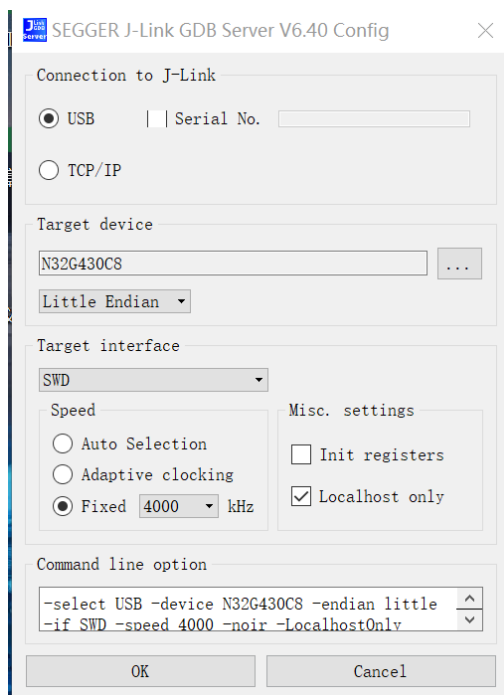 J-Link GDB Server
SEGGER J-Link GDB Server V6.40 Config
Connection to J-Link
USB
Serial No.
TCP/IP
Target device
N32G430C8
...
Little Endian
Target interface
SWD
Speed
Misc. settings
Auto Selection
Init registers
Adaptive clocking
Localhost only
Fixed 4000 kHz
Command line option
-select USB -device N32G430C8 -endian little
-if SWD -speed 4000 -noir -LocalhostOnly
OK
Cancel